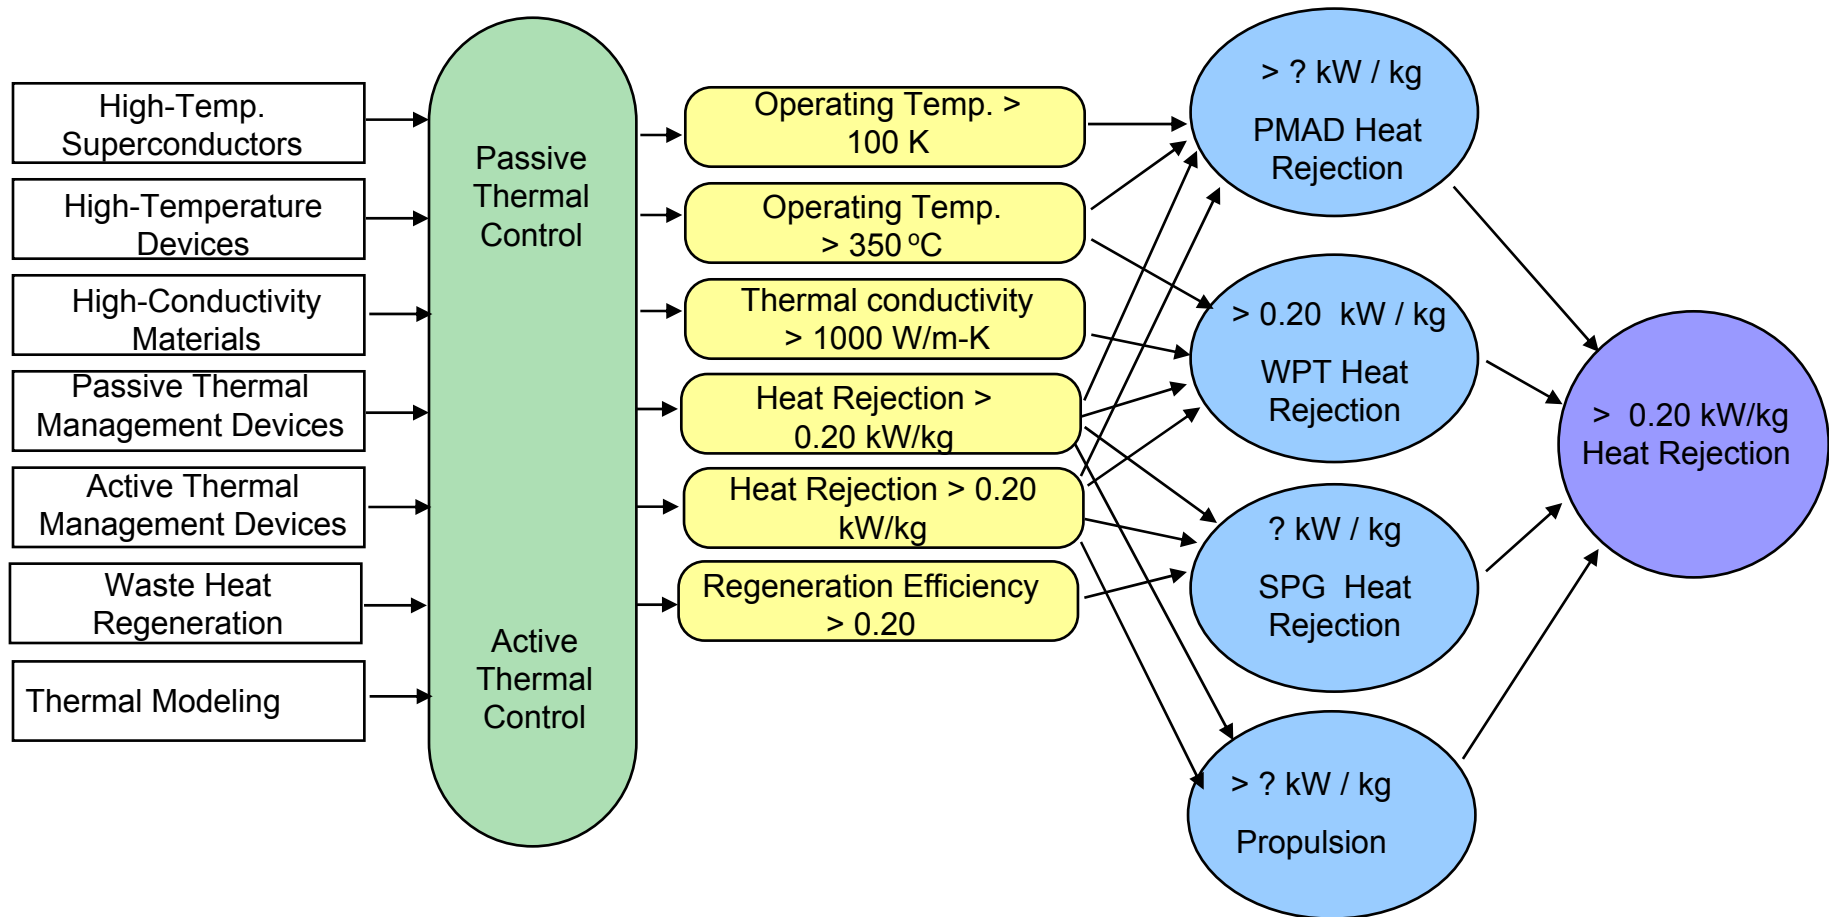 High-Temp.
Superconductors
High-Temperature
Devices
High-Conductivity
Materials
Passive Thermal
Management Devices
Active Thermal
Management Devices
Waste Heat
Regeneration
Thermal Modeling
Passive
Thermal
Control
Active
Thermal
Control
Operating Temp. >
100 K
Operating Temp.
> 350 ºC
Thermal conductivity
> 1000 W/m-K
Heat Rejection >
0.20 kW/kg
Heat Rejection > 0.20
kW/kg
Regeneration Efficiency
> 0.20
> ? kW / kg
PMAD Heat
Rejection
> 0.20 kW / kg
WPT Heat
Rejection
? kW / kg
SPG Heat
Rejection
> ? kW / kg
Propulsion
> 0.20 kW/kg
Heat Rejection